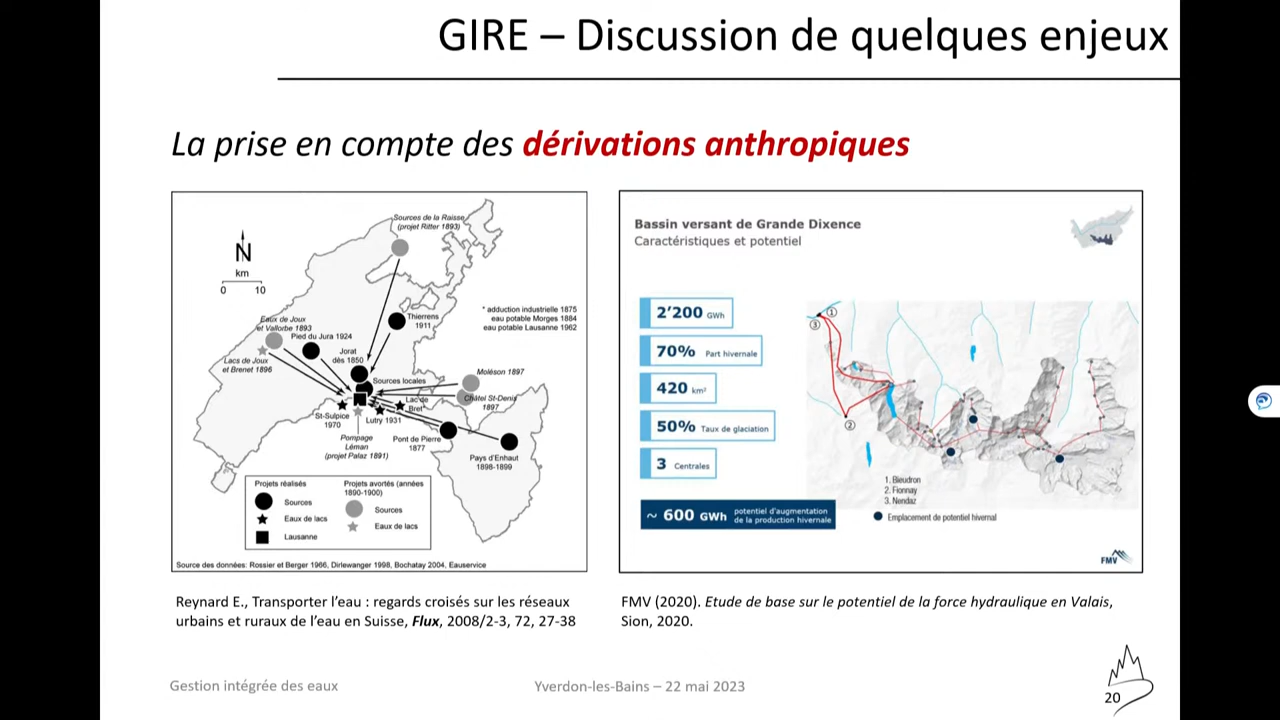 GIRE – Discussion de quelques enjeux
La prise en compte des dérivations anthropiques
Sources de la Raisse
(projet Ritter 1893)
N
km
0 10
* adduction industrielle 1875
eau potable Morges 1884
eau potable Lausanne 1962
Thierrens
1911
Eaux de Joux
et Vallorbe 1893
Pied du Jura 1924
Jorat
dès 1850
Lacs de Joux
et Brenet 1896
Sources locales
Moléson 1897
Châtel St-Denis
1897
Lac de
Bret*
St-Sulpice
1970
Lutry 1931
Pompage
Léman
(projet Palaz 1891)
Pont de Pierre
1877
Pays d'Enhaut
1898-1899
Projets réalisés
Sources
Eaux de lacs
Lausanne
Projets avortés (années
1890-1900)
Sources
Eaux de lacs
Source des données: Rossier et Berger 1966, Dirlewanger 1998, Bochatay 2004, Eauservice
Reynard E., Transporter l'eau : regards croisés sur les réseaux
urbains et ruraux de l'eau en Suisse, Flux, 2008/2-3, 72, 27-38
Bassin versant de Grande Dixence
Caractéristiques et potentiel
2'200 GWh
70% Part hivernale
420 km²
50% Taux de glaciation
3 Centrales
~ 600 GWh potentiel d'augmentation
de la production hivernale
1
3
2
1. Bieudron
2. Fionnay
3. Nendaz
Emplacement de potentiel hivernal
FMV
FMV (2020). Etude de base sur le potentiel de la force hydraulique en Valais,
Sion, 2020.
Gestion intégrée des eaux
Yverdon-les-Bains – 22 mai 2023
20